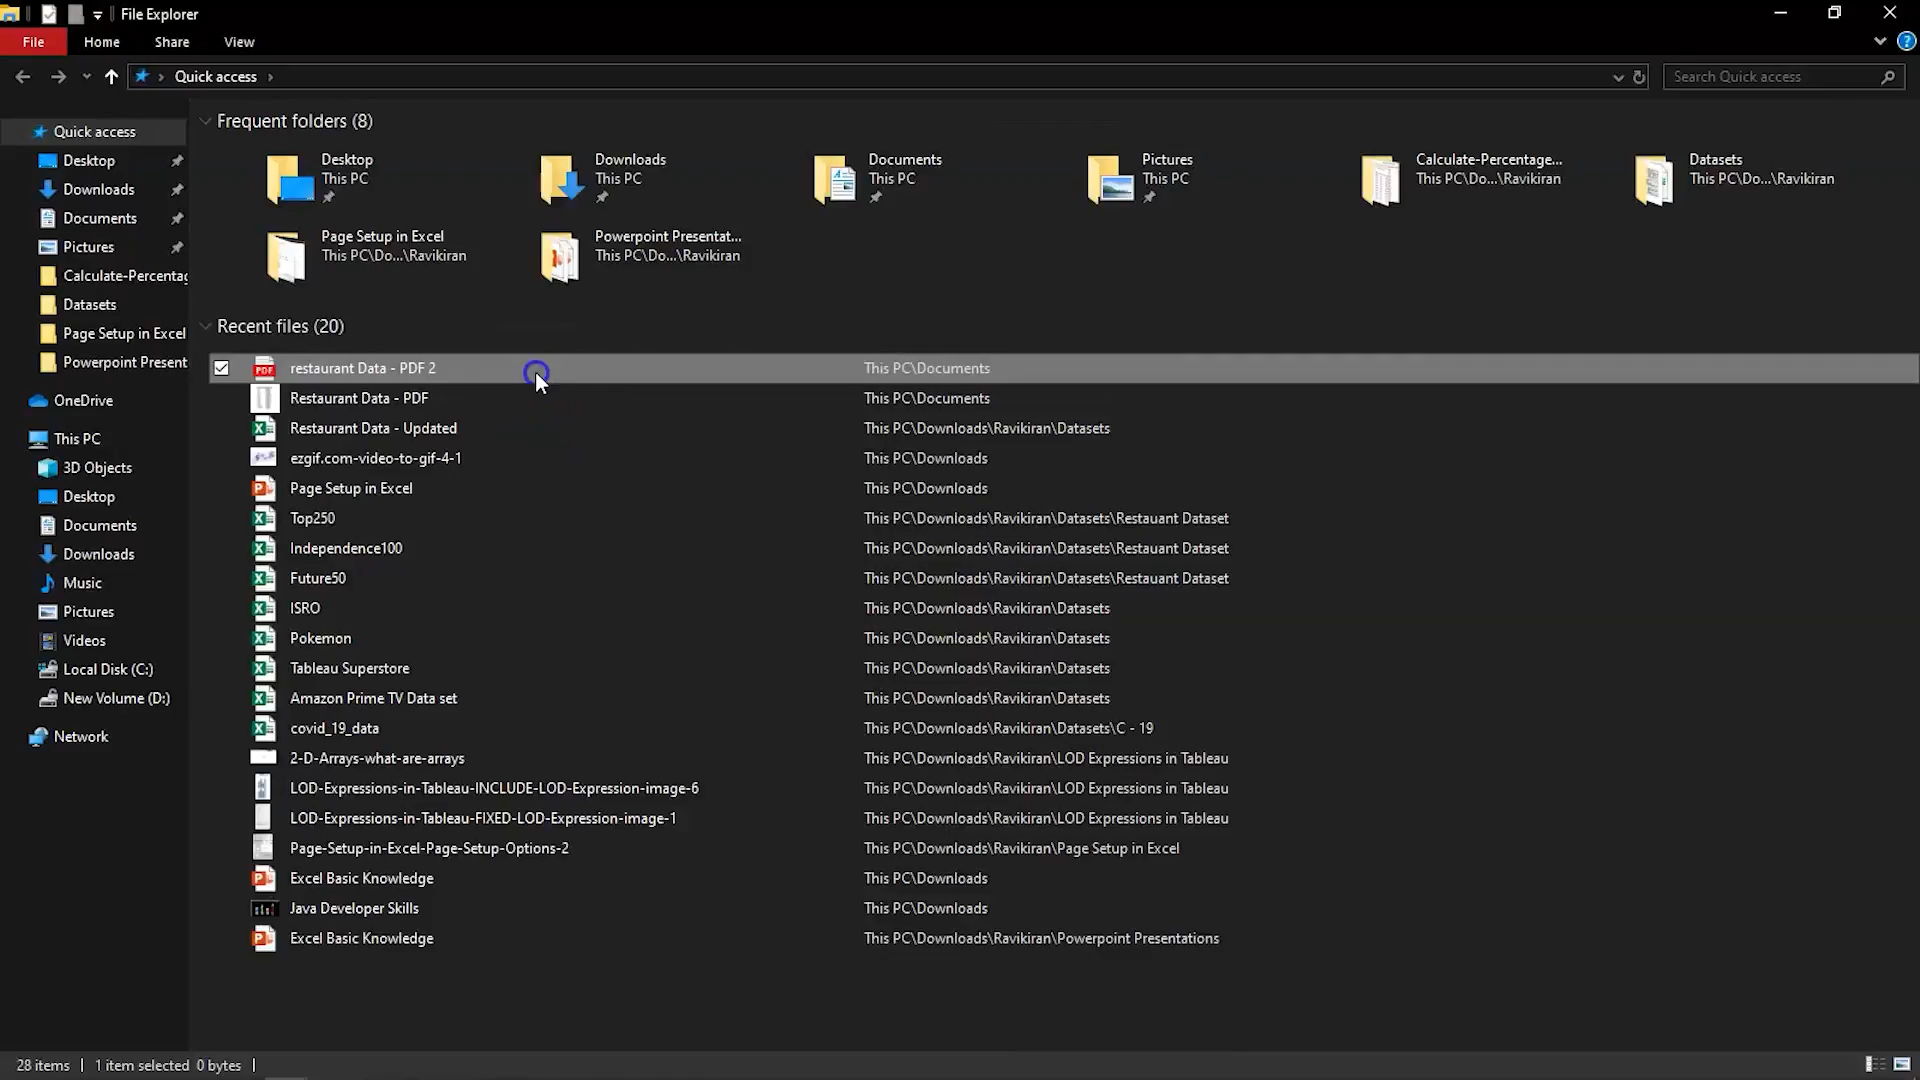 File Explorer
File Home Share View
Quick access
Search Quick access
Quick access
Desktop
Downloads
Documents
Pictures
Calculate-Percentag
Datasets
Page Setup in Excel
Powerpoint Present
OneDrive
This PC
3D Objects
Desktop
Documents
Downloads
Music
Pictures
Videos
Local Disk (C:)
New Volume (D:)
Network
Frequent folders (8)
Desktop
This PC
Downloads
This PC
Documents
This PC
Pictures
This PC
Calculate-Percentage...
This PC\Do...\Ravikiran
Datasets
This PC\Do...\Ravikiran
Page Setup in Excel
This PC\Do...\Ravikiran
Powerpoint Presentat...
This PC\Do...\Ravikiran
Recent files (20)
restaurant Data - PDF 2 This PC\Documents
Restaurant Data - PDF This PC\Documents
Restaurant Data - Updated This PC\Downloads\Ravikiran\Datasets
ezgif.com-video-to-gif-4-1 This PC\Downloads
Page Setup in Excel This PC\Downloads
Top250 This PC\Downloads\Ravikiran\Datasets\Restauant Dataset
Independence100 This PC\Downloads\Ravikiran\Datasets\Restauant Dataset
Future50 This PC\Downloads\Ravikiran\Datasets\Restauant Dataset
ISRO This PC\Downloads\Ravikiran\Datasets
Pokemon This PC\Downloads\Ravikiran\Datasets
Tableau Superstore This PC\Downloads\Ravikiran\Datasets
Amazon Prime TV Data set This PC\Downloads\Ravikiran\Datasets
covid_19_data This PC\Downloads\Ravikiran\Datasets\C - 19
2-D-Arrays-what-are-arrays This PC\Downloads\Ravikiran\LOD Expressions in Tableau
LOD-Expressions-in-Tableau-INCLUDE-LOD-Expression-image-6 This PC\Downloads\Ravikiran\LOD Expressions in Tableau
LOD-Expressions-in-Tableau-FIXED-LOD-Expression-image-1 This PC\Downloads\Ravikiran\LOD Expressions in Tableau
Page-Setup-in-Excel-Page-Setup-Options-2 This PC\Downloads\Ravikiran\Page Setup in Excel
Excel Basic Knowledge This PC\Downloads
Java Developer Skills This PC\Downloads
Excel Basic Knowledge This PC\Downloads\Ravikiran\Powerpoint Presentations
28 items 1 item selected 0 bytes